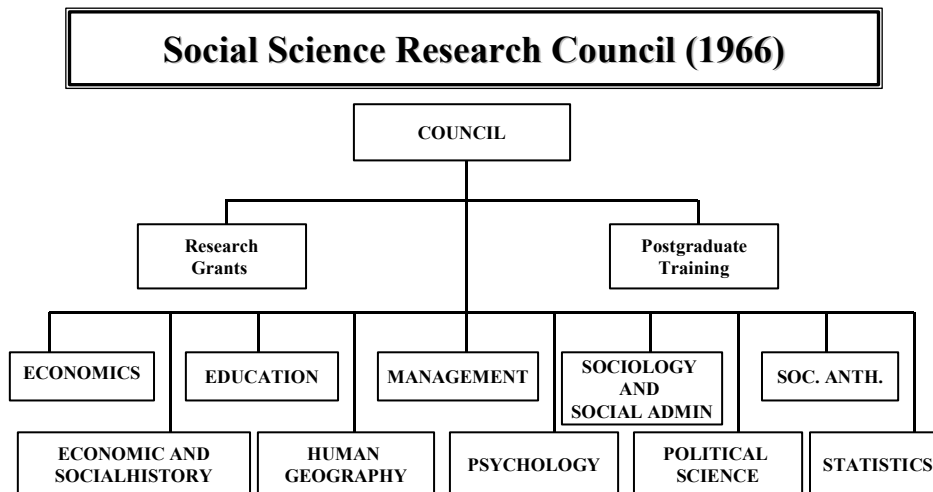 Social Science Research Council (1966)
COUNCIL
Research
Grants
Postgraduate
Training
ECONOMICS
EDUCATION
MANAGEMENT
SOCIOLOGY
AND
SOCIAL ADMIN
SOC. ANTH.
ECONOMIC AND
SOCIALHISTORY
HUMAN
GEOGRAPHY
PSYCHOLOGY
POLITICAL
SCIENCE
STATISTICS